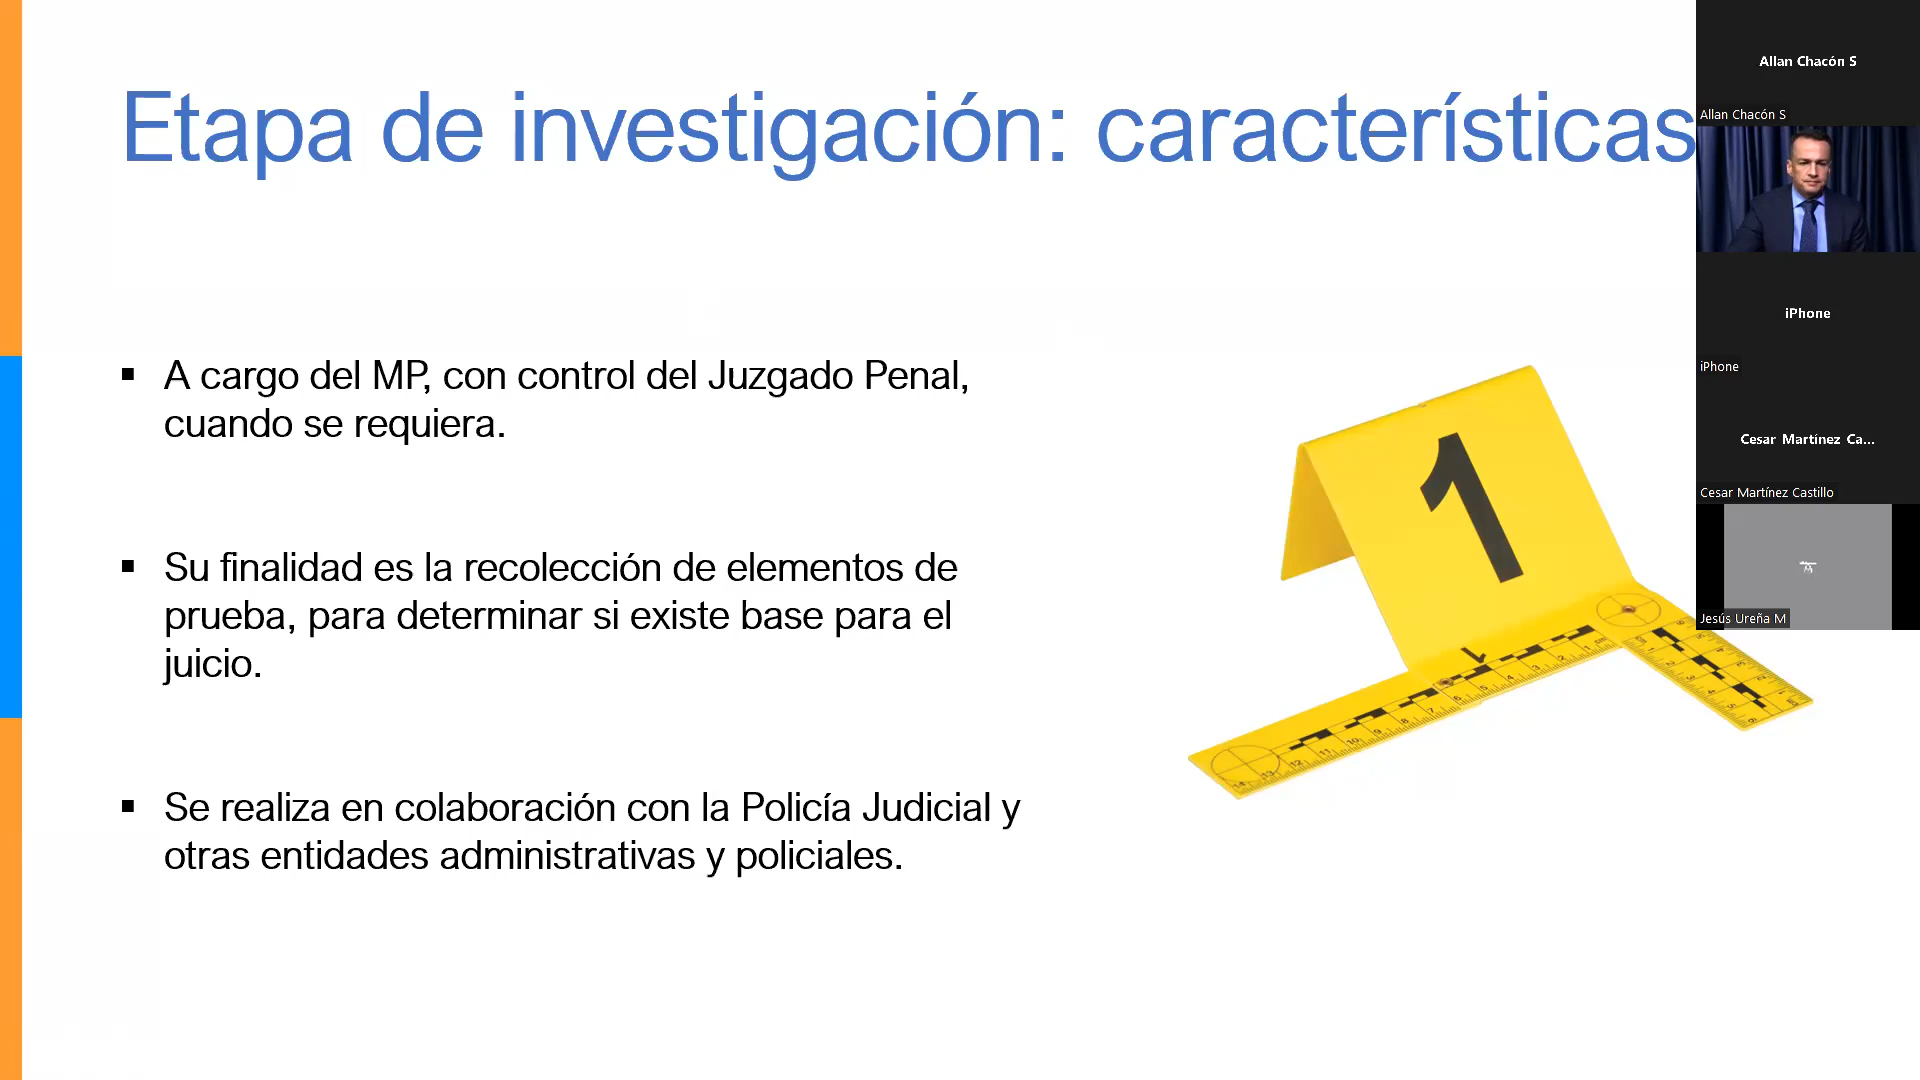 Etapa de investigación: características
▪ A cargo del MP, con control del Juzgado Penal,
cuando se requiera.
▪ Su finalidad es la recolección de elementos de
prueba, para determinar si existe base para el
juicio.
▪ Se realiza en colaboración con la Policía Judicial y
otras entidades administrativas y policiales.
1
Allan Chacón S
Allan Chacón S
iPhone
iPhone
Cesar Martínez Ca...
Cesar Martínez Castillo
Jesús Ureña M